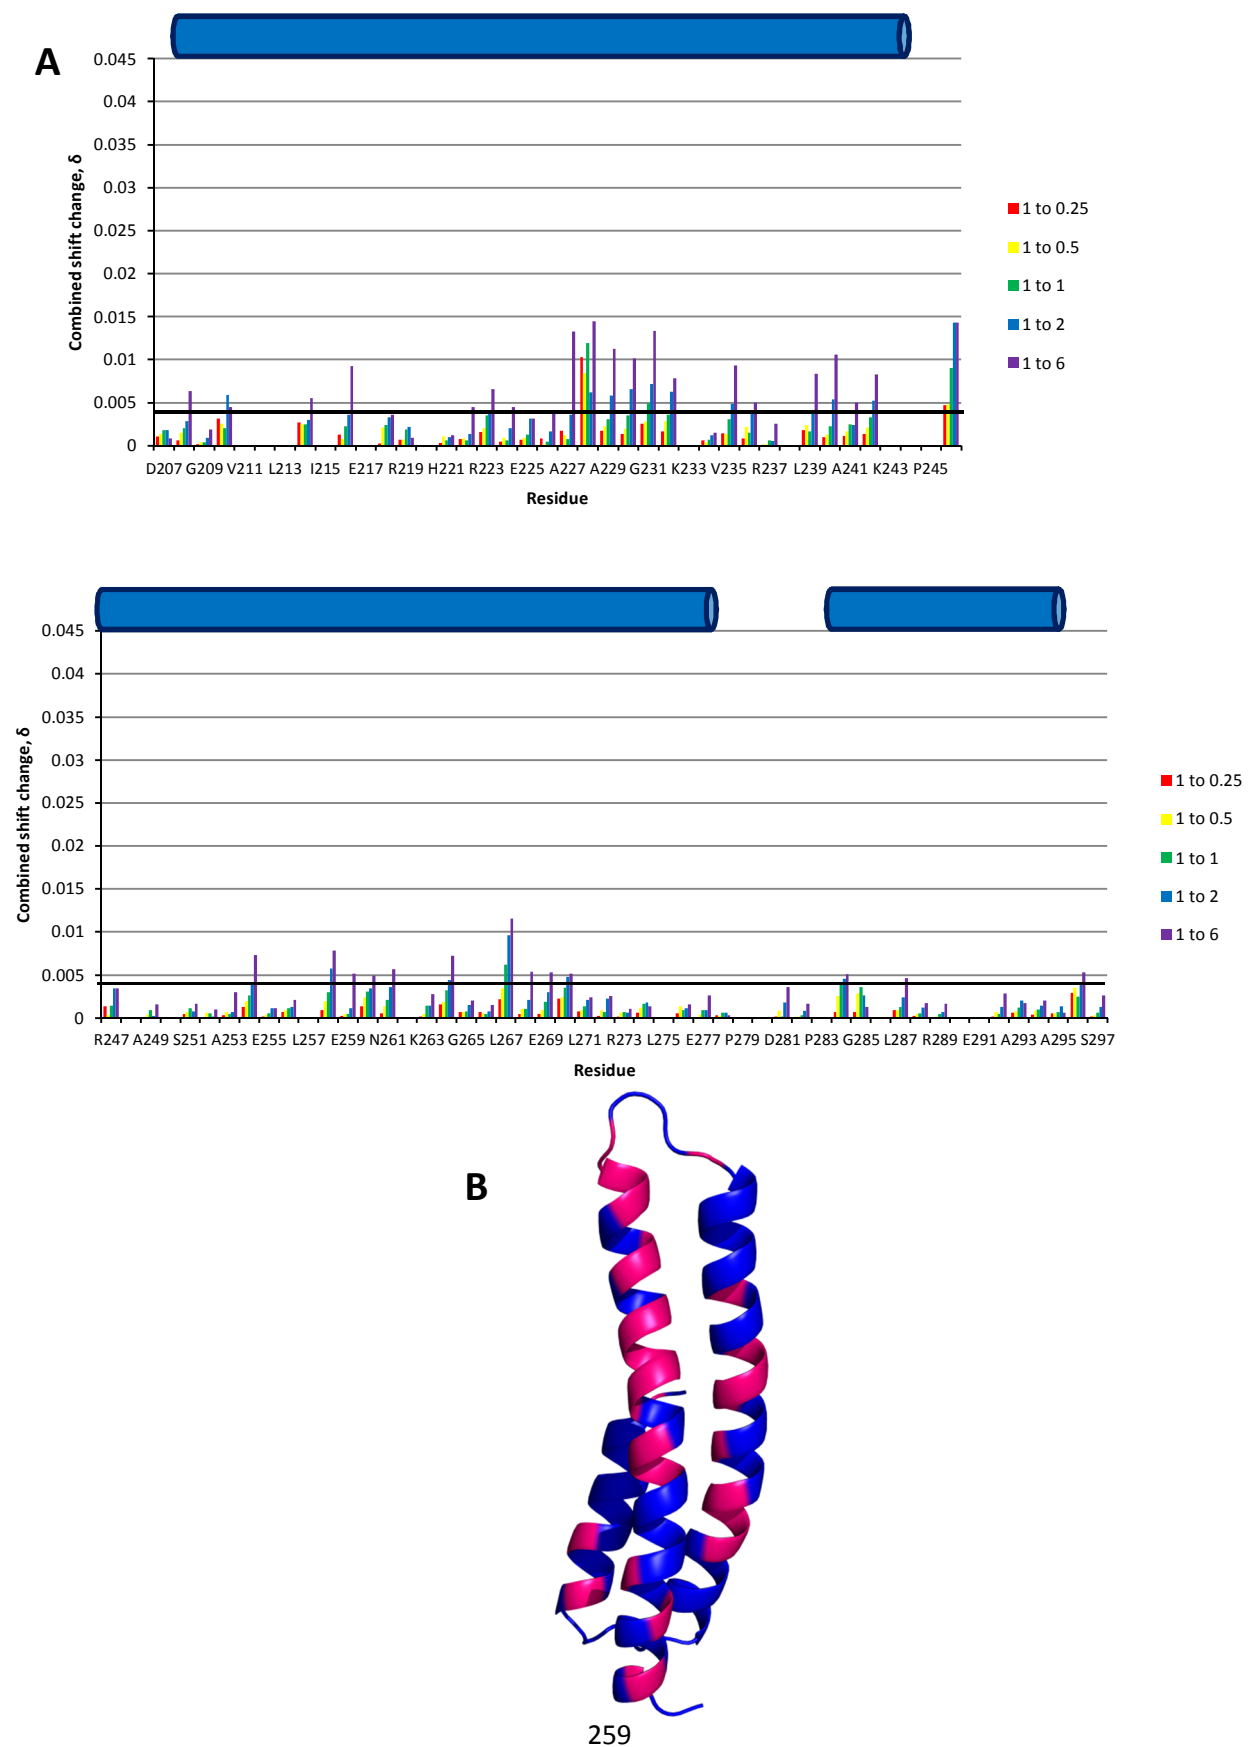 A
0.045
0.04
0.035
0.03
0.025
0.02
0.015
0.01
0.005
0
Combined shift change, δ
D207 G209 V211 L213 I215 E217 R219 H221 R223 E225 A227 A229 G231 K233 V235 R237 L239 A241 K243 P245
Residue
1 to 0.25
1 to 0.5
1 to 1
1 to 2
1 to 6
0.045
0.04
0.035
0.03
0.025
0.02
0.015
0.01
0.005
0
Combined shift change, δ
R247 A249 S251 A253 E255 L257 E259 N261 K263 G265 L267 E269 L271 R273 L275 E277 P279 D281 P283 G285 L287 R289 E291 A293 A295 S297
Residue
1 to 0.25
1 to 0.5
1 to 1
1 to 2
1 to 6
B
259